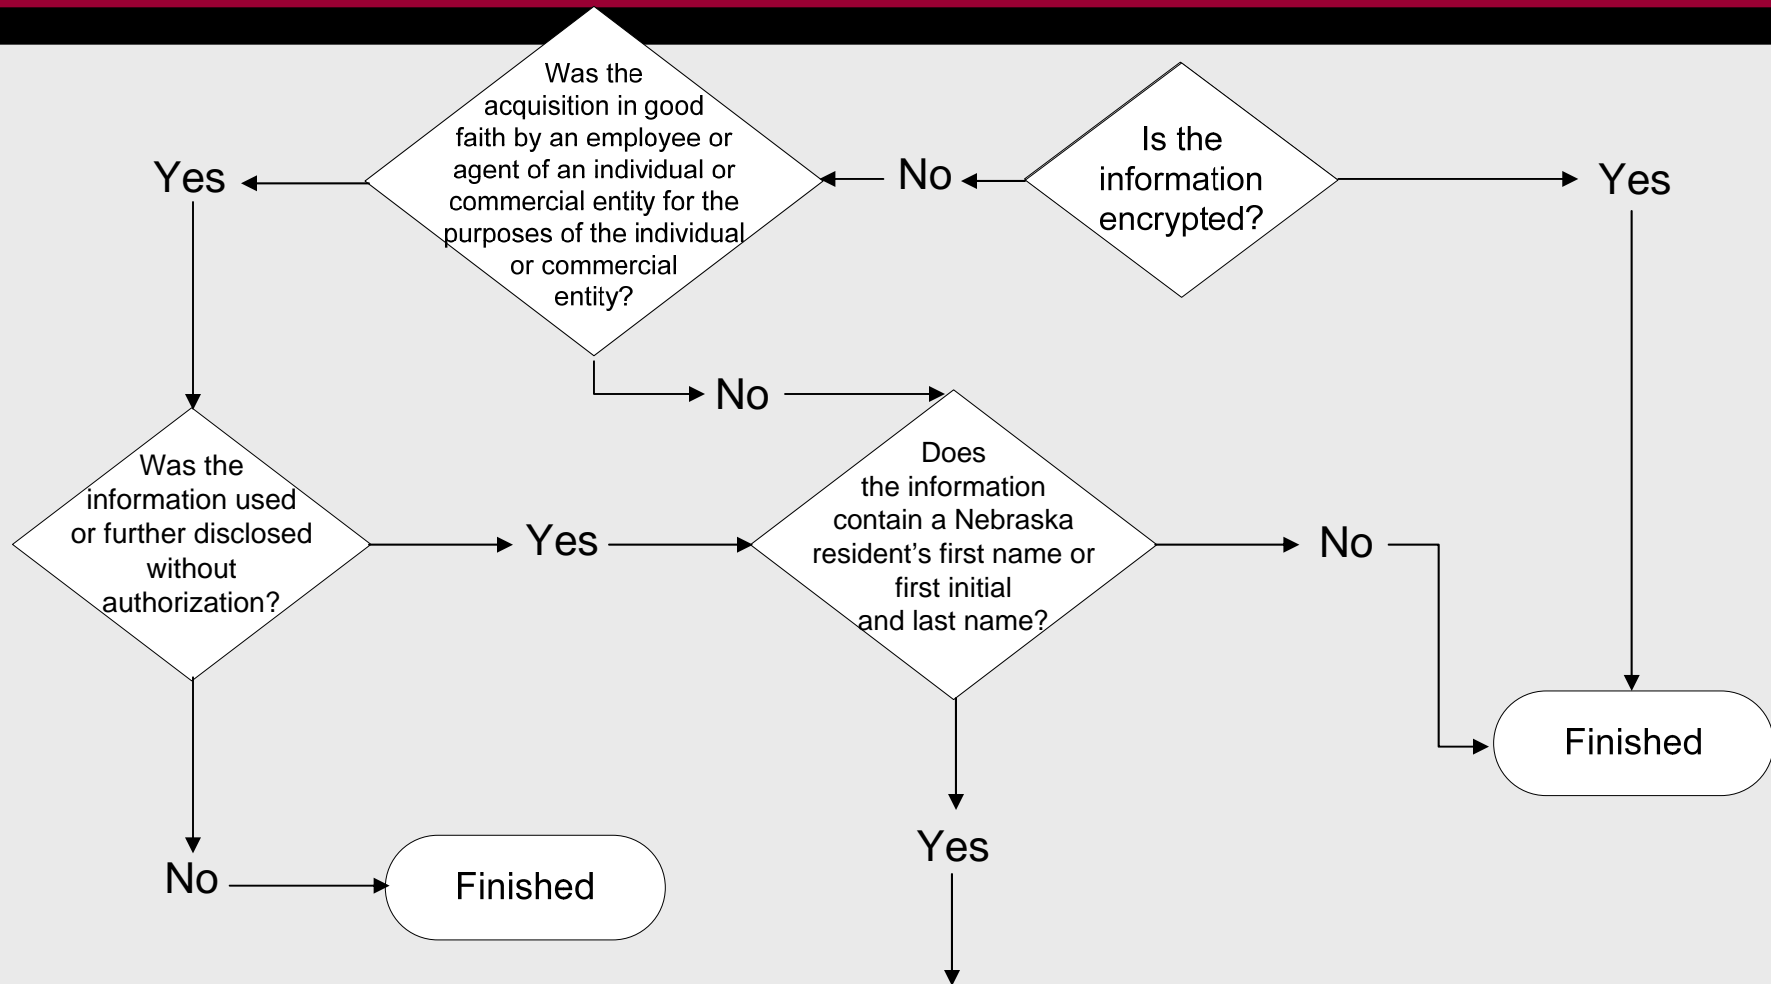 Was the
acquisition in good
faith by an employee or
agent of an individual or
commercial entity for the
purposes of the individual
or commercial
entity?
Is the
information
encrypted?
Yes
No
Yes
No
Was the
information used
or further disclosed
without
authorization?
Yes
Does
the information
contain a Nebraska
resident’s first name or
first initial
and last name?
No
Finished
Yes
No
Finished